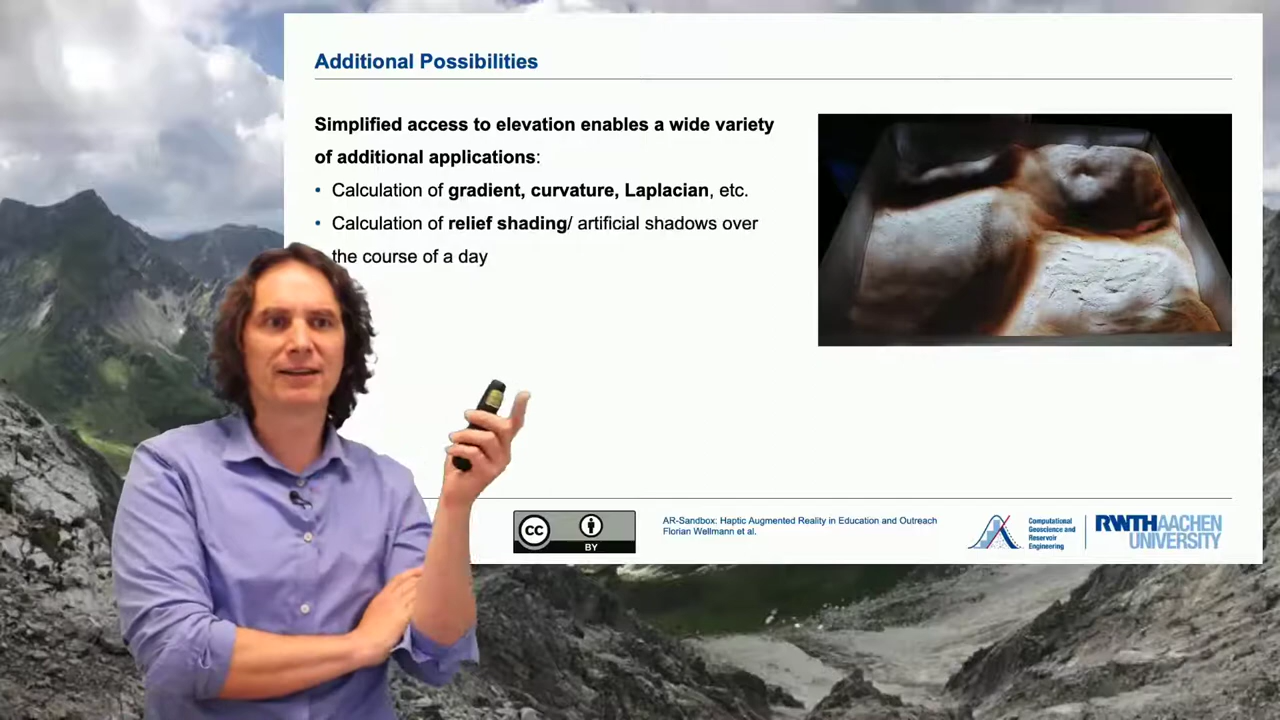 Additional Possibilities
Simplified access to elevation enables a wide variety
of additional applications:
• Calculation of gradient, curvature, Laplacian, etc.
• Calculation of relief shading/ artificial shadows over
the course of a day
CC
BY
AR-Sandbox: Haptic Augmented Reality in Education and Outreach
Florian Wellmann et al.
Computational
Geoscience and
Reservoir
Engineering
RWTHAACHEN
UNIVERSITY